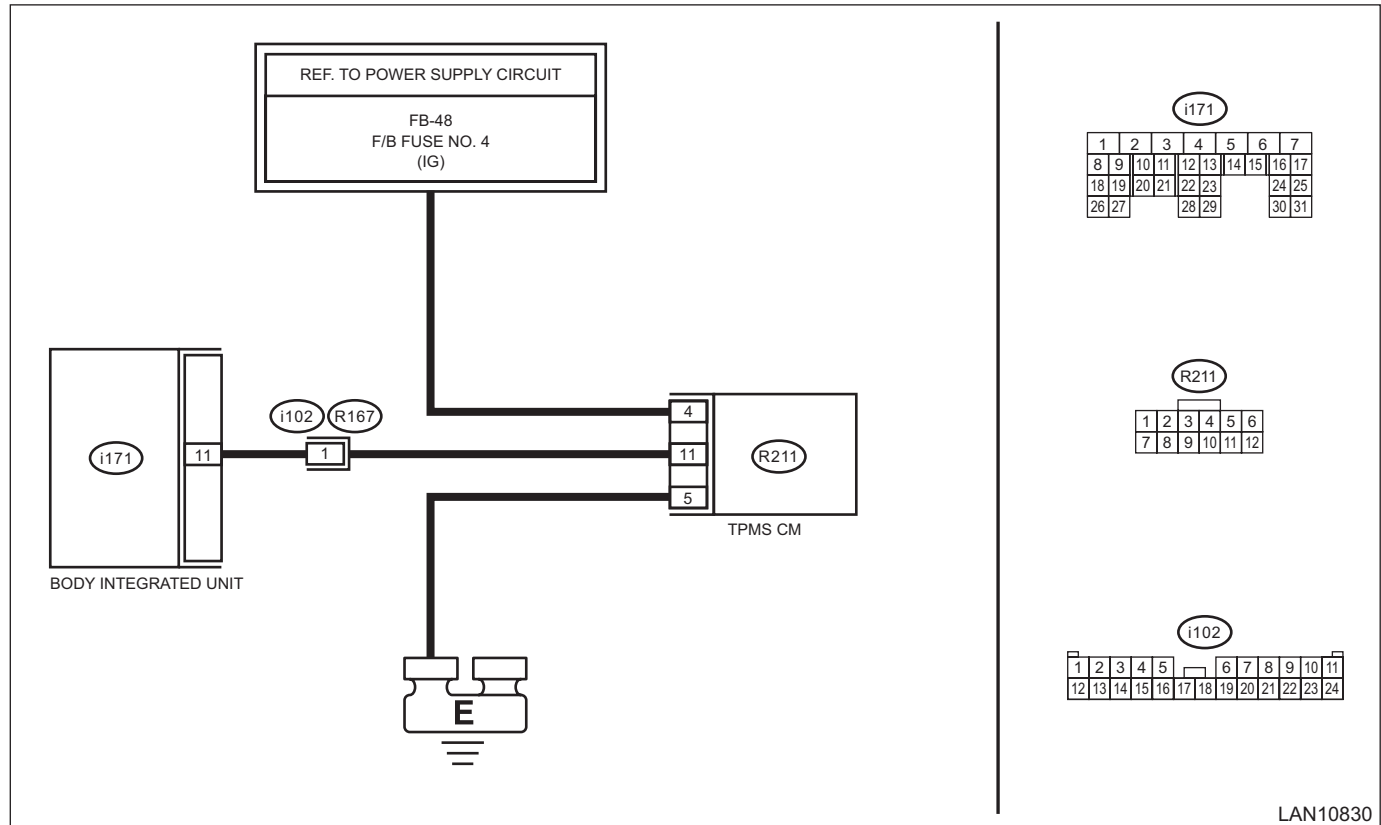 REF. TO POWER SUPPLY CIRCUIT
FB-48
F/B FUSE NO. 4
(IG)
i171
11
BODY INTEGRATED UNIT
i102 R167
1
4
11
5
R211
TPMS CM
E
i171
1 2 3 4 5 6 7
8 9 10 11 12 13 14 15 16 17
18 19 20 21 22 23 24 25
26 27 28 29 30 31
R211
1 2 3 4 5 6
7 8 9 10 11 12
i102
1 2 3 4 5 6 7 8 9 10 11
12 13 14 15 16 17 18 19 20 21 22 23 24
LAN10830